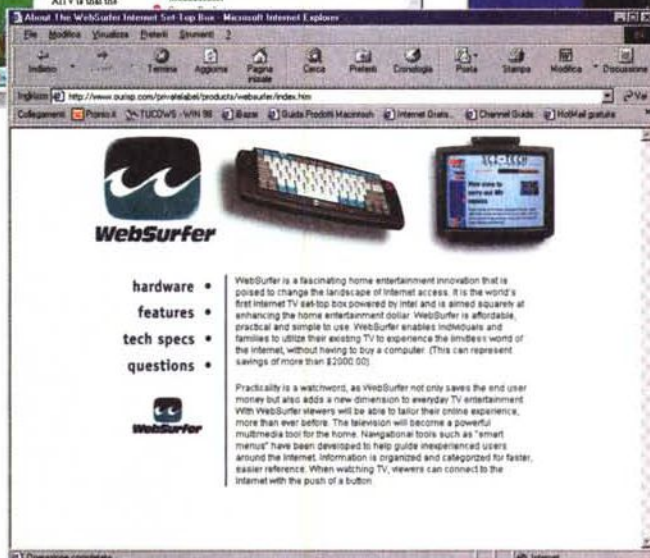 About The WebSurfer Internet Set-Top Box - Microsoft Internet Explorer
File Modifica Visualizza Preferiti Strumenti ?
Indietro Termina Aggiorna Pagina iniziale Cerca Preferiti Cronologia Posta Stampa Modifica Discussione
Indirizzo http://www.ourisp.com/privatelabel/products/websurfer/index.htm Vai
Collegamenti Pronto.it TUCOWS - WIN 98 Bazar Guida Prodotti Macintosh Internet Gratis.. Channel Guide HotMail gratuita
WebSurfer
hardware •
features •
tech specs •
questions •
WebSurfer
WebSurfer is a fascinating home entertainment innovation that is
poised to change the landscape of Internet access. It is the world's
first Internet TV set-top box powered by Intel and is aimed squarely at
enhancing the home entertainment dollar. WebSurfer is affordable,
practical and simple to use. WebSurfer enables individuals and
families to utilize their existing TV to experience the limitless world of
the Internet, without having to buy a computer. (This can represent
savings of more than $2000.00).
Practicality is a watchword, as WebSurfer not only saves the end user
money but also adds a new dimension to everyday TV entertainment
With WebSurfer viewers will be able to tailor their online experience,
more than ever before. The television will become a powerful
multimedia tool for the home. Navigational tools such as "smart
menus" have been developed to help guide inexperienced users
around the Internet. Information is organized and categorized for faster,
easier reference. When watching TV, viewers can connect to the
Internet with the push of a button.
Operazione completata Internet